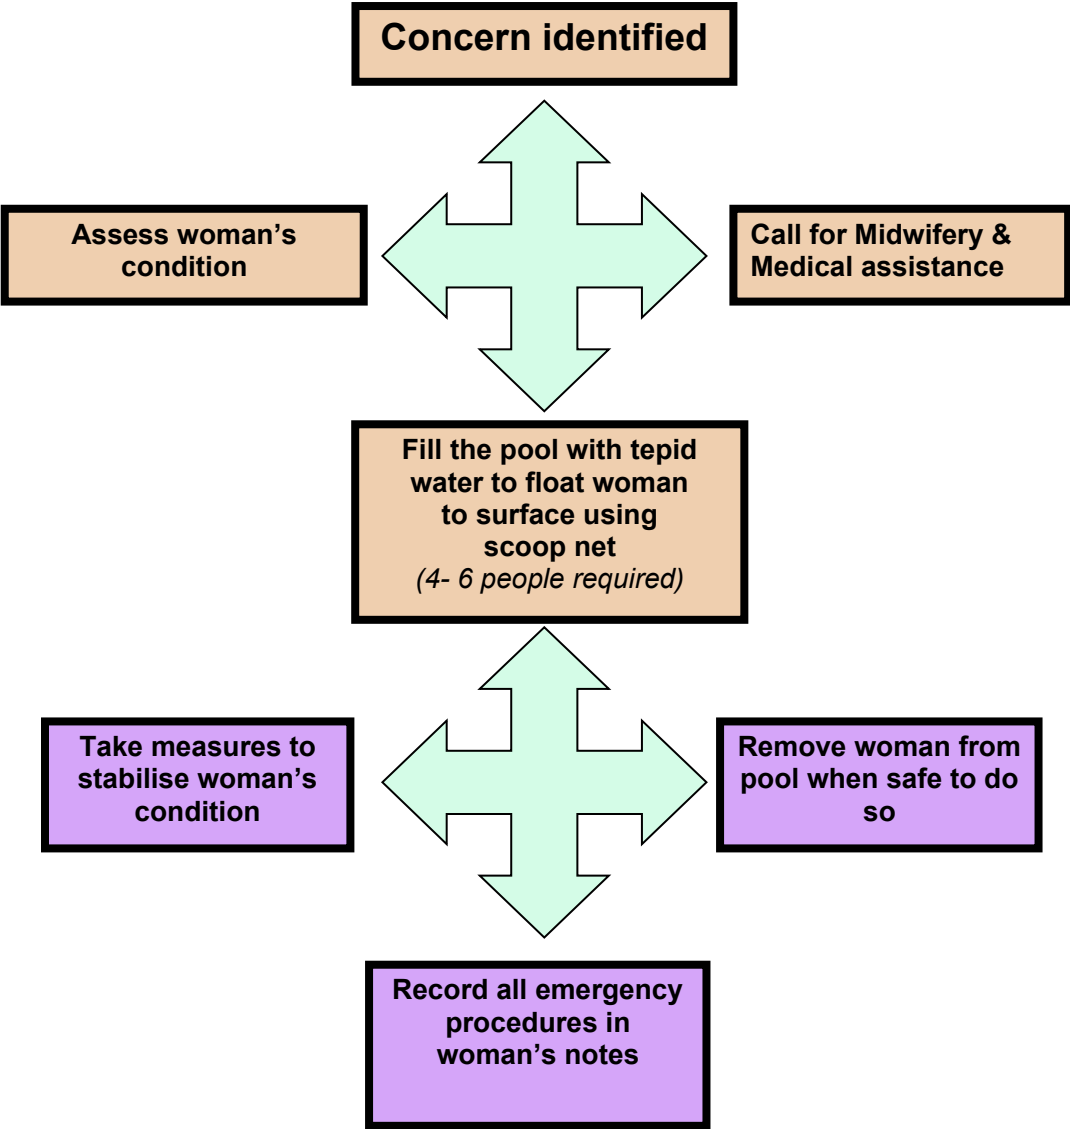 Concern identified
Assess woman’s
condition
Call for Midwifery &
Medical assistance
Fill the pool with tepid
water to float woman
to surface using
scoop net
(4- 6 people required)
Take measures to
stabilise woman’s
condition
Remove woman from
pool when safe to do
so
Record all emergency
procedures in
woman’s notes